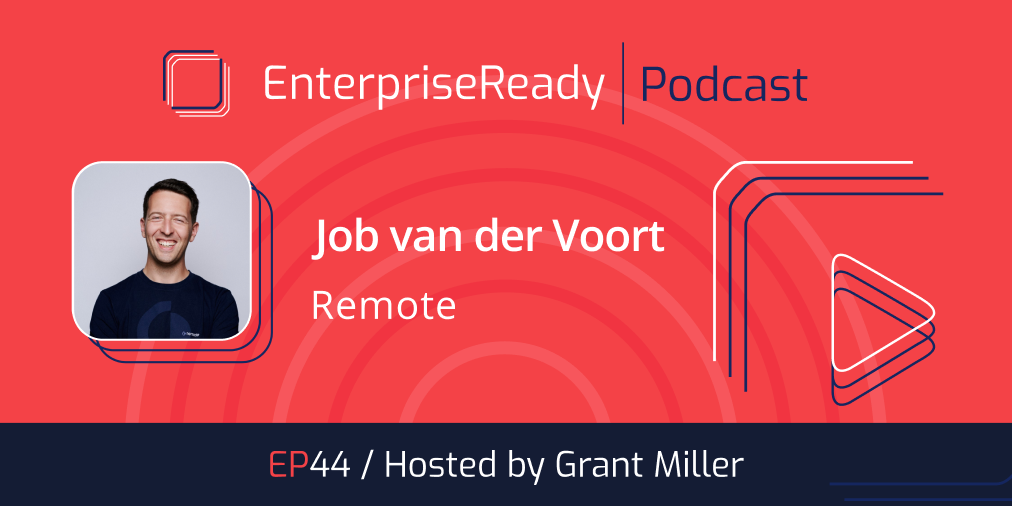 EnterpriseReady | Podcast
Job van der Voort
Remote
EP44 / Hosted by Grant Miller